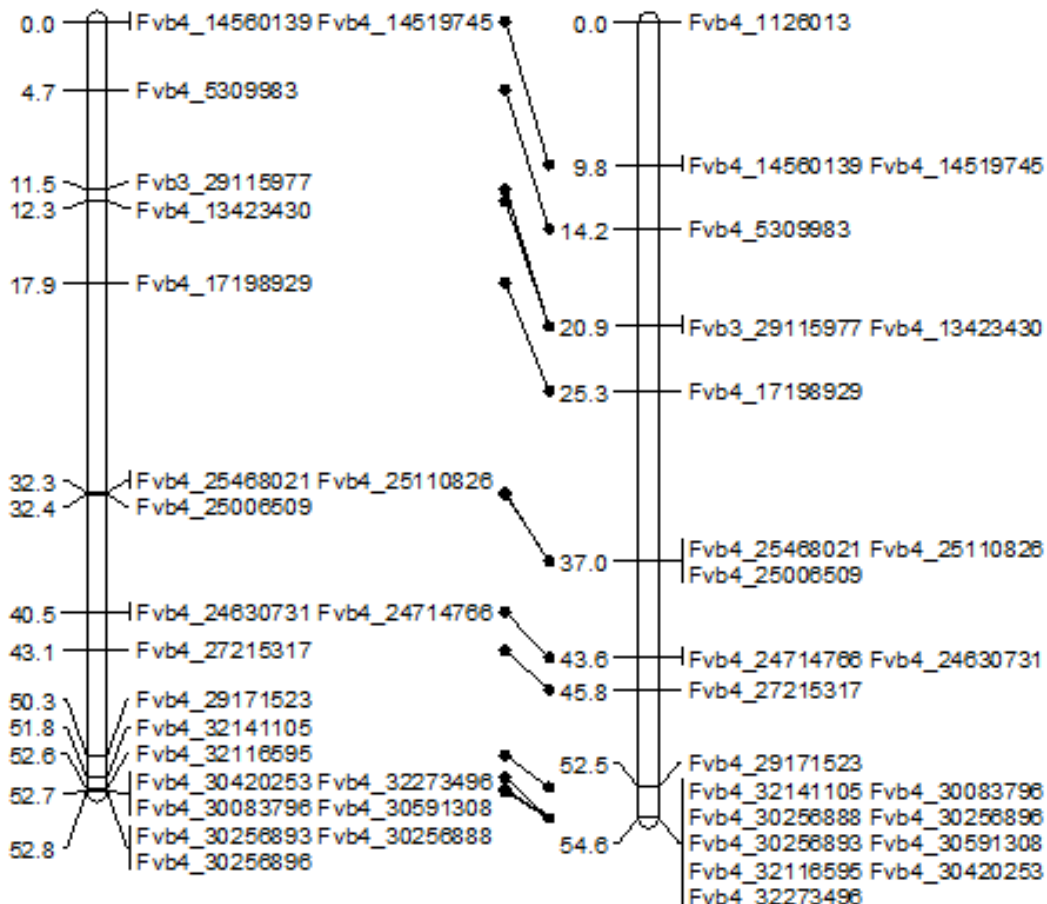 0.0 Fvb4_14560139 Fvb4_14519745
4.7 Fvb4_5309983
11.5 Fvb3_29115977
12.3 Fvb4_13423430
17.9 Fvb4_17198929
32.3 Fvb4_25468021 Fvb4_25110826
32.4 Fvb4_25006509
40.5 Fvb4_24630731 Fvb4_24714766
43.1 Fvb4_27215317
50.3 Fvb4_29171523
51.8 Fvb4_32141105
52.6 Fvb4_32116595
52.7 Fvb4_30420253 Fvb4_32273496
Fvb4_30083796 Fvb4_30591308
52.8 Fvb4_30256893 Fvb4_30256888
Fvb4_30256896
0.0 Fvb4_1126013
9.8 Fvb4_14560139 Fvb4_14519745
14.2 Fvb4_5309983
20.9 Fvb3_29115977 Fvb4_13423430
25.3 Fvb4_17198929
37.0 Fvb4_25468021 Fvb4_25110826
Fvb4_25006509
43.6 Fvb4_24714766 Fvb4_24630731
45.8 Fvb4_27215317
52.5 Fvb4_29171523
54.6 Fvb4_32141105 Fvb4_30083796
Fvb4_30256888 Fvb4_30256896
Fvb4_30256893 Fvb4_30591308
Fvb4_32116595 Fvb4_30420253
Fvb4_32273496